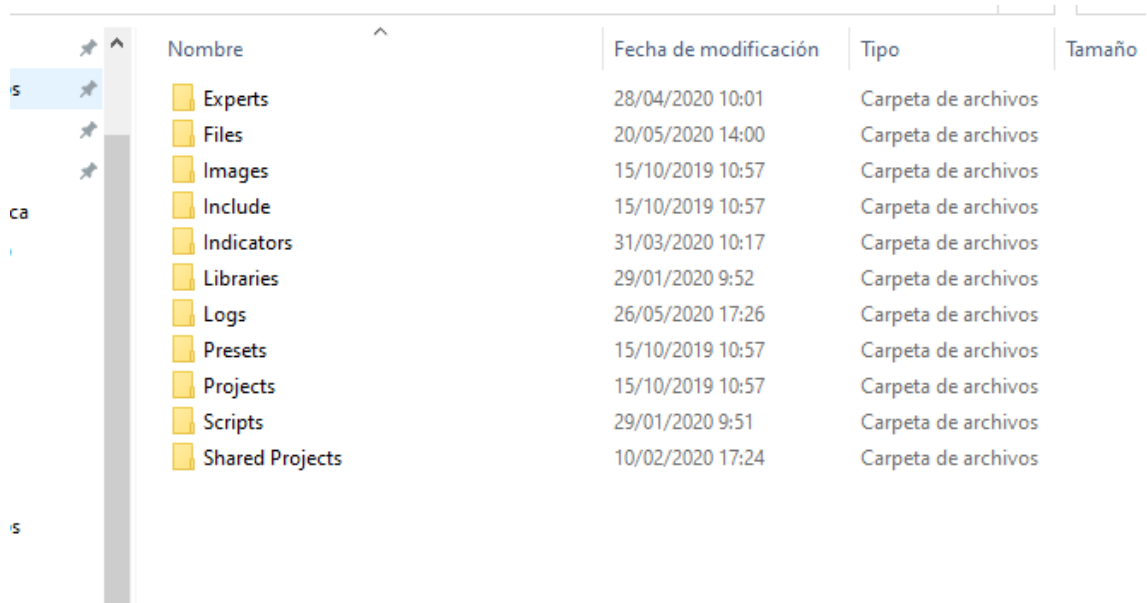 Nombre Fecha de modificación Tipo Tamaño
Experts 28/04/2020 10:01 Carpeta de archivos
Files 20/05/2020 14:00 Carpeta de archivos
Images 15/10/2019 10:57 Carpeta de archivos
Include 15/10/2019 10:57 Carpeta de archivos
Indicators 31/03/2020 10:17 Carpeta de archivos
Libraries 29/01/2020 9:52 Carpeta de archivos
Logs 26/05/2020 17:26 Carpeta de archivos
Presets 15/10/2019 10:57 Carpeta de archivos
Projects 15/10/2019 10:57 Carpeta de archivos
Scripts 29/01/2020 9:51 Carpeta de archivos
Shared Projects 10/02/2020 17:24 Carpeta de archivos